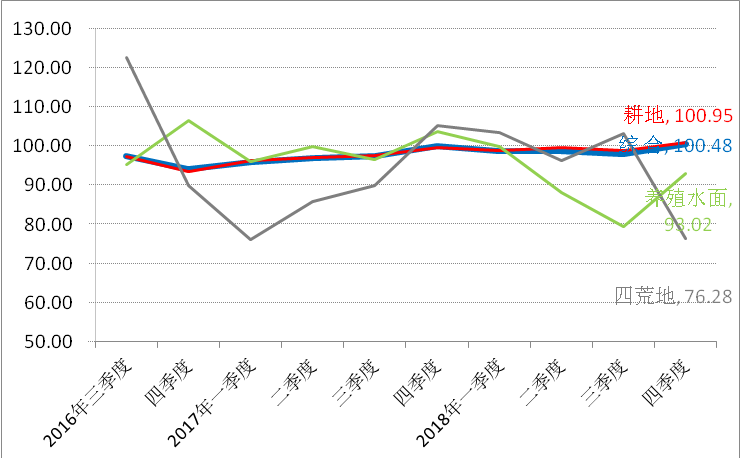 130.00
120.00
110.00
100.00
90.00
80.00
70.00
60.00
50.00
耕地, 100.95
综合, 100.48
养殖水面,
93.02
四荒地, 76.28
2016年三季度
四季度
2017年一季度
二季度
三季度
四季度
2018年一季度
二季度
三季度
四季度